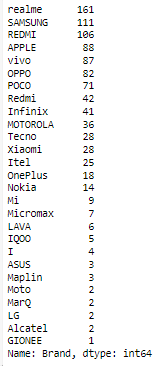 realme 161
SAMSUNG 111
REDMI 106
APPLE 88
vivo 87
OPPO 82
POCO 71
Redmi 42
Infinix 41
MOTOROLA 36
Tecno 28
Xiaomi 28
Itel 25
OnePlus 18
Nokia 14
Mi 9
Micromax 7
LAVA 6
IQOO 5
I 4
ASUS 3
Maplin 3
Moto 2
MarQ 2
LG 2
Alcatel 2
GIONEE 1
Name: Brand, dtype: int64